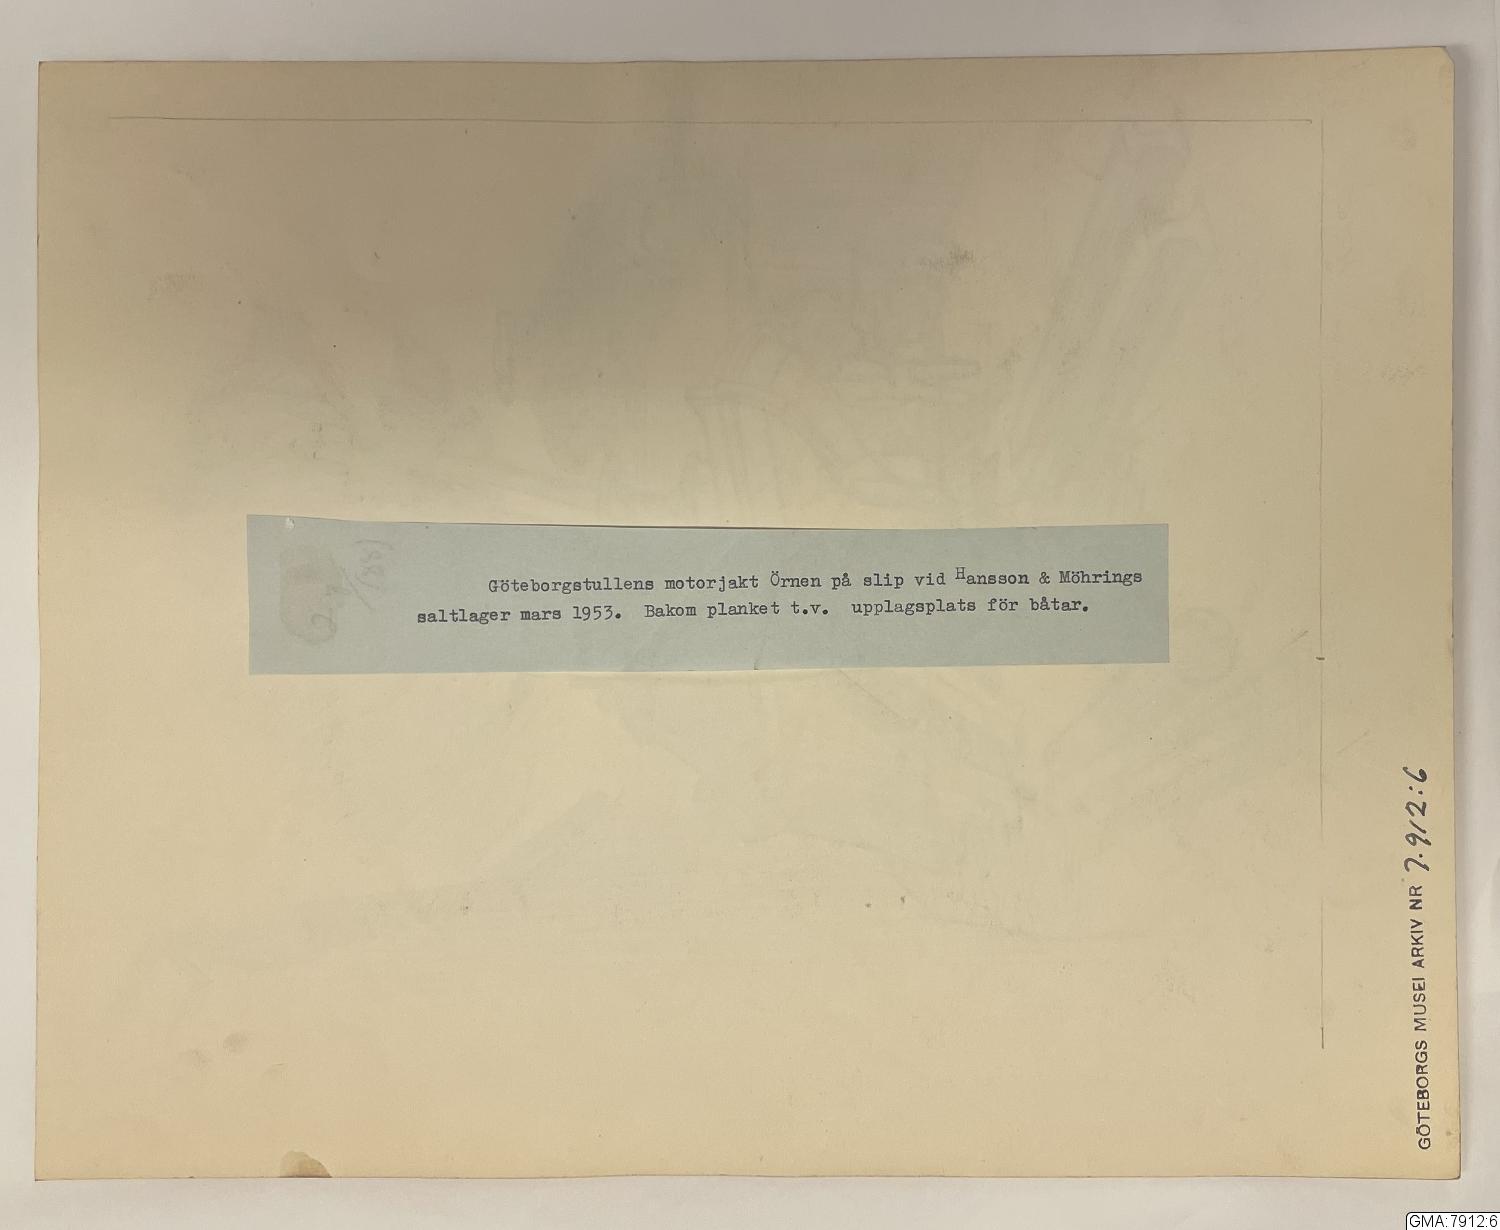 Göteborgstullens motorjakt Örnen på slip vid Hansson & Möhrings
saltlager mars 1953. Bakom planket t.v. upplagsplats för båtar.
GÖTEBORGS MUSEI ARKIV NR 7.912:6
GMA:7912:6